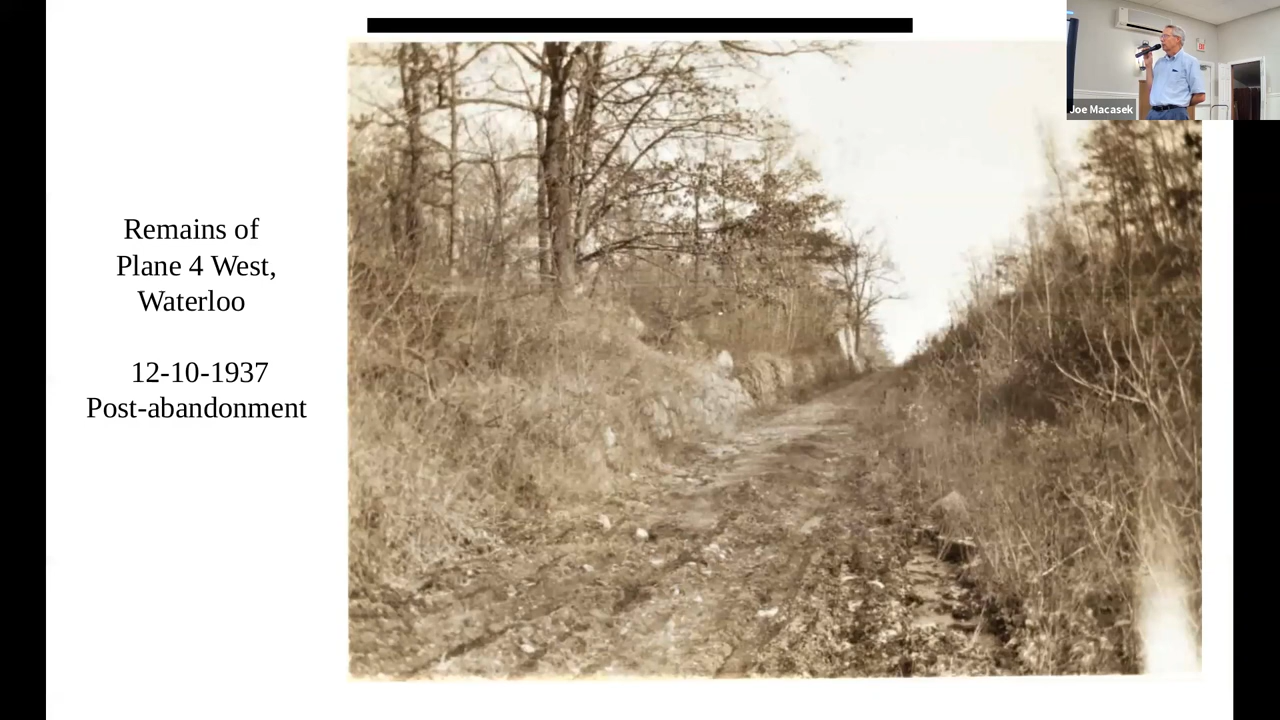 Remains of
Plane 4 West,
Waterloo
12-10-1937
Post-abandonment
Joe Macasek